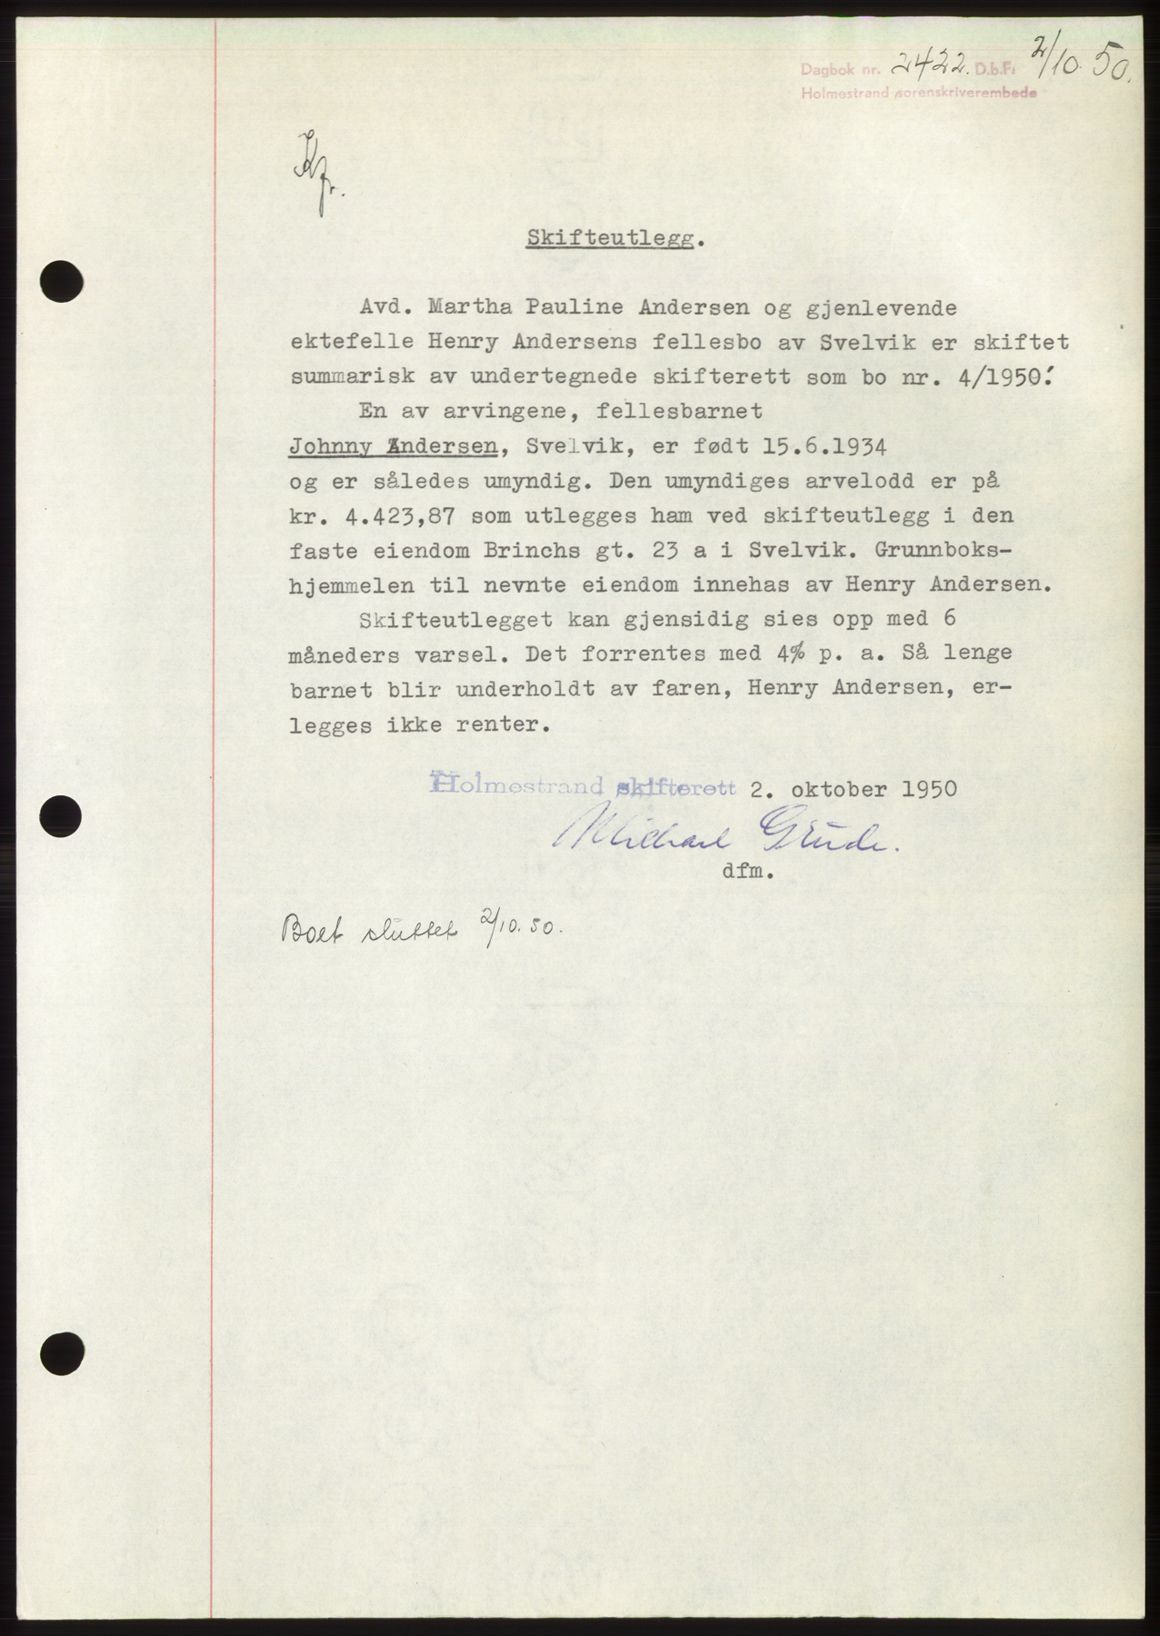 Dagbok nr. 2422. D.b.F. 2/10. 50.
Holmestrand sorenskriverembede
Kfr.
Skifteutlegg.
Avd. Martha Pauline Andersen og gjenlevende
ektefelle Henry Andersens fellesbo av Svelvik er skiftet
summarisk av undertegnede skifterett som bo nr. 4/1950.
En av arvingene, fellesbarnet
Johnny Andersen, Svelvik, er født 15.6.1934
og er således umyndig. Den umyndiges arvelodd er på
kr. 4.423,87 som utlegges ham ved skifteutlegg i den
faste eiendom Brinchs gt. 23 a i Svelvik. Grunnboks-
hjemmelen til nevnte eiendom innehas av Henry Andersen.
Skifteutlegget kan gjensidig sies opp med 6
måneders varsel. Det forrentes med 4% p. a. Så lenge
barnet blir underholdt av faren, Henry Andersen, er-
legges ikke renter.
Holmestrand skifterett 2. oktober 1950
Michael Grude.
dfm.
Boet sluttet 2/10. 50.